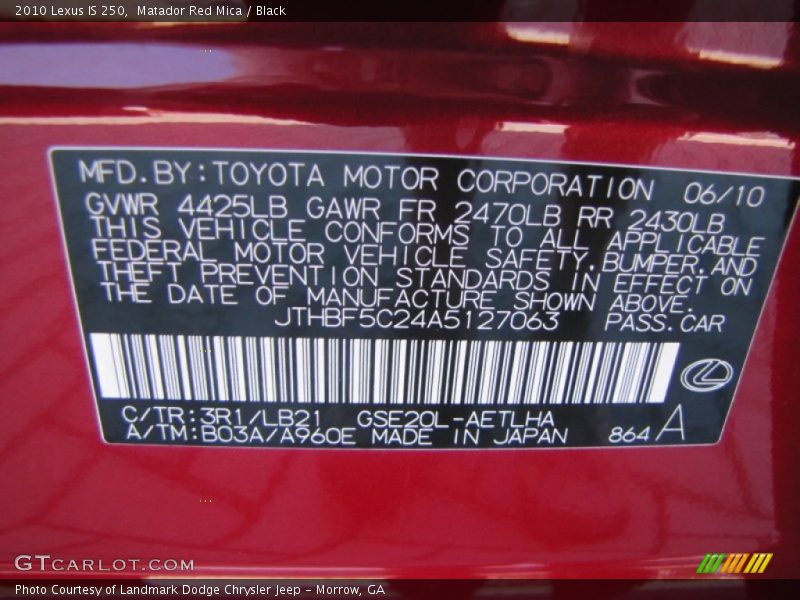 2010 Lexus IS 250,  Matador Red Mica / Black
MFD.BY:TOYOTA MOTOR CORPORATION 06/10
GVWR 4425LB GAWR FR 2470LB RR 2430LB
THIS VEHICLE CONFORMS TO ALL APPLICABLE
FEDERAL MOTOR VEHICLE SAFETY,BUMPER,AND
THEFT PREVENTION STANDARDS IN EFFECT ON
THE DATE OF MANUFACTURE SHOWN ABOVE.
JTHBF5C24A5127063 PASS.CAR
C/TR:3R1/LB21 GSE20L-AETLHA
A/TM:B03A/A960E MADE IN JAPAN 864 A
GTCARLOT.COM
Photo Courtesy of Landmark Dodge Chrysler Jeep - Morrow, GA